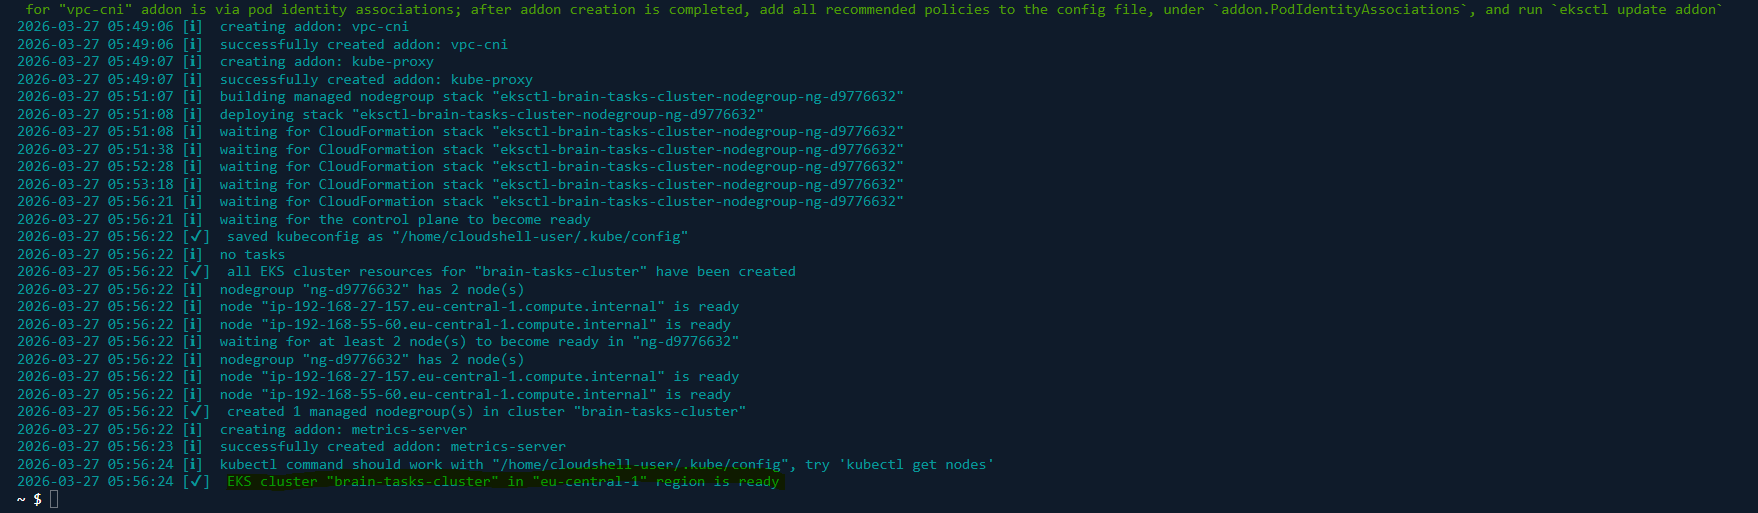 for "vpc-cni" addon is via pod identity associations; after addon creation is completed, add all recommended policies to the config file, under `addon.PodIdentityAssociations`, and run `eksctl update addon`
2026-03-27 05:49:06 [ℹ]  creating addon: vpc-cni
2026-03-27 05:49:06 [ℹ]  successfully created addon: vpc-cni
2026-03-27 05:49:07 [ℹ]  creating addon: kube-proxy
2026-03-27 05:49:07 [ℹ]  successfully created addon: kube-proxy
2026-03-27 05:51:07 [ℹ]  building managed nodegroup stack "eksctl-brain-tasks-cluster-nodegroup-ng-d9776632"
2026-03-27 05:51:08 [ℹ]  deploying stack "eksctl-brain-tasks-cluster-nodegroup-ng-d9776632"
2026-03-27 05:51:08 [ℹ]  waiting for CloudFormation stack "eksctl-brain-tasks-cluster-nodegroup-ng-d9776632"
2026-03-27 05:51:38 [ℹ]  waiting for CloudFormation stack "eksctl-brain-tasks-cluster-nodegroup-ng-d9776632"
2026-03-27 05:52:28 [ℹ]  waiting for CloudFormation stack "eksctl-brain-tasks-cluster-nodegroup-ng-d9776632"
2026-03-27 05:53:18 [ℹ]  waiting for CloudFormation stack "eksctl-brain-tasks-cluster-nodegroup-ng-d9776632"
2026-03-27 05:56:21 [ℹ]  waiting for CloudFormation stack "eksctl-brain-tasks-cluster-nodegroup-ng-d9776632"
2026-03-27 05:56:21 [ℹ]  waiting for the control plane to become ready
2026-03-27 05:56:22 [✔]  saved kubeconfig as "/home/cloudshell-user/.kube/config"
2026-03-27 05:56:22 [ℹ]  no tasks
2026-03-27 05:56:22 [✔]  all EKS cluster resources for "brain-tasks-cluster" have been created
2026-03-27 05:56:22 [ℹ]  nodegroup "ng-d9776632" has 2 node(s)
2026-03-27 05:56:22 [ℹ]  node "ip-192-168-27-157.eu-central-1.compute.internal" is ready
2026-03-27 05:56:22 [ℹ]  node "ip-192-168-55-60.eu-central-1.compute.internal" is ready
2026-03-27 05:56:22 [ℹ]  waiting for at least 2 node(s) to become ready in "ng-d9776632"
2026-03-27 05:56:22 [ℹ]  nodegroup "ng-d9776632" has 2 node(s)
2026-03-27 05:56:22 [ℹ]  node "ip-192-168-27-157.eu-central-1.compute.internal" is ready
2026-03-27 05:56:22 [ℹ]  node "ip-192-168-55-60.eu-central-1.compute.internal" is ready
2026-03-27 05:56:22 [✔]  created 1 managed nodegroup(s) in cluster "brain-tasks-cluster"
2026-03-27 05:56:22 [ℹ]  creating addon: metrics-server
2026-03-27 05:56:23 [ℹ]  successfully created addon: metrics-server
2026-03-27 05:56:24 [ℹ]  kubectl command should work with "/home/cloudshell-user/.kube/config", try 'kubectl get nodes'
2026-03-27 05:56:24 [✔]  EKS cluster "brain-tasks-cluster" in "eu-central-1" region is ready
~ $